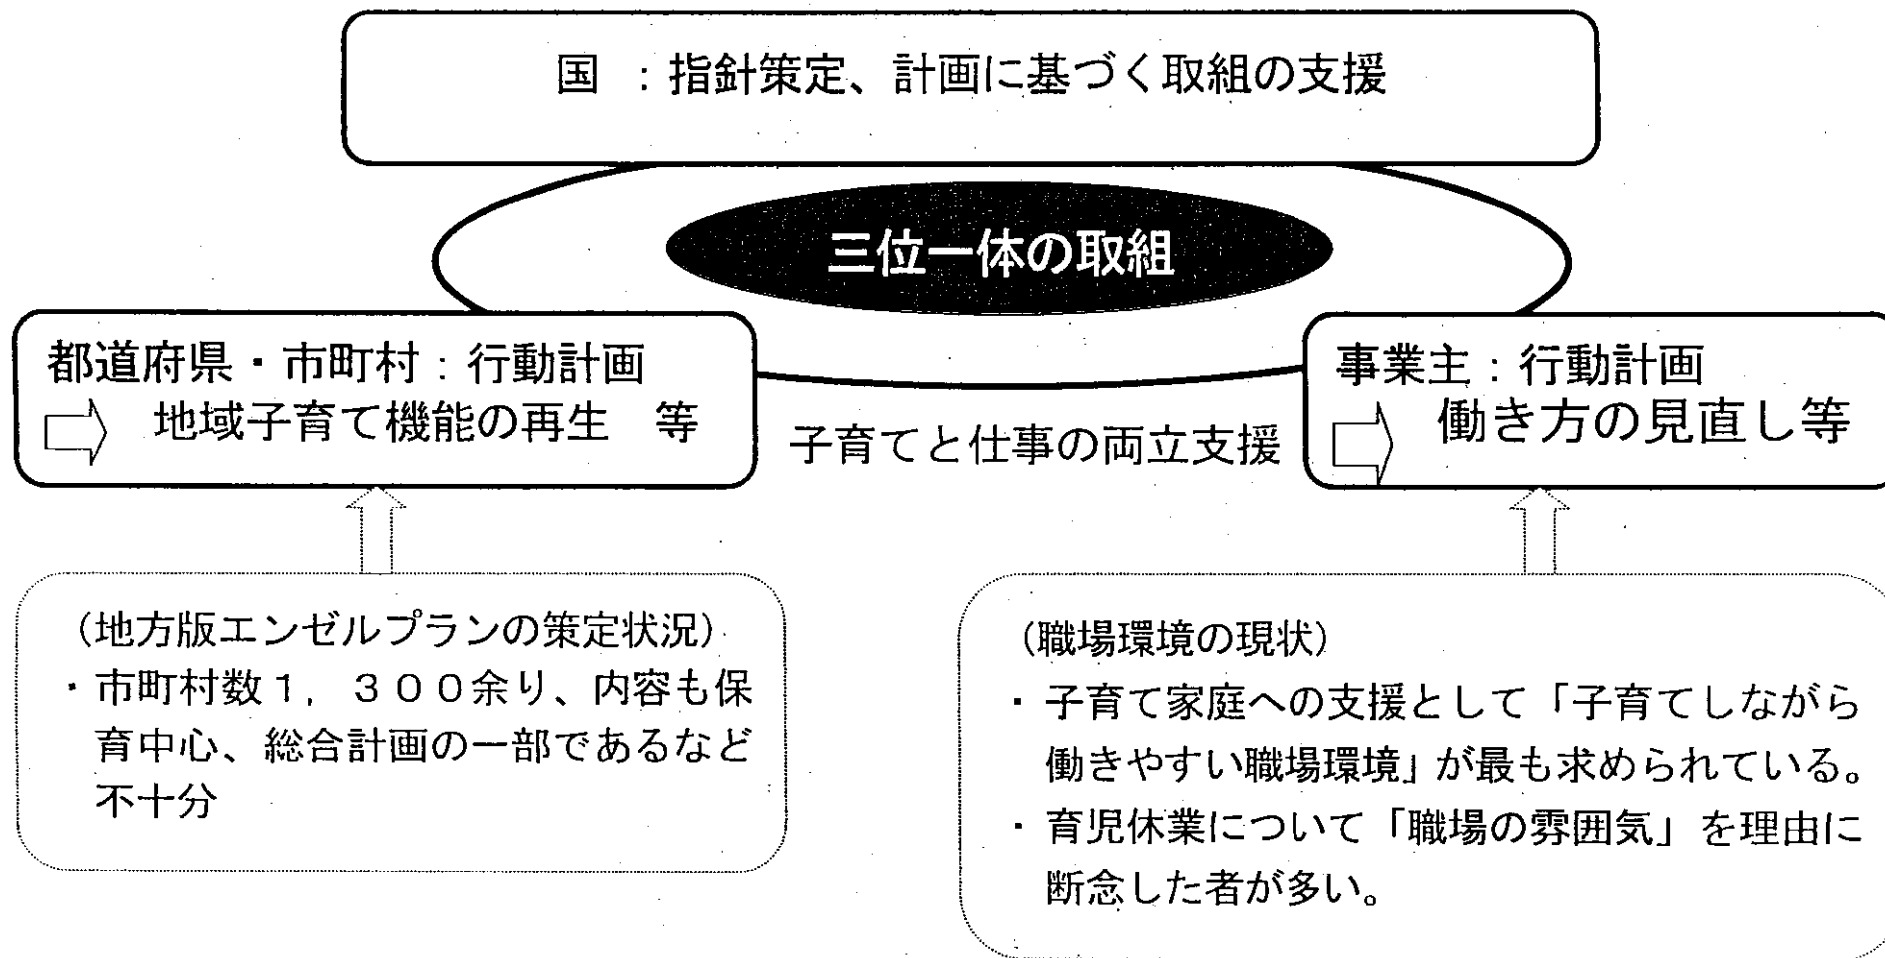 国　：指針策定、計画に基づく取組の支援
三位一体の取組
都道府県・市町村：行動計画
地域子育て機能の再生　等
子育てと仕事の両立支援
事業主：行動計画
働き方の見直し等
（地方版エンゼルプランの策定状況）
・市町村数１，３００余り、内容も保
育中心、総合計画の一部であるなど
不十分
（職場環境の現状）
・子育て家庭への支援として「子育てしながら
働きやすい職場環境」が最も求められている。
・育児休業について「職場の雰囲気」を理由に
断念した者が多い。